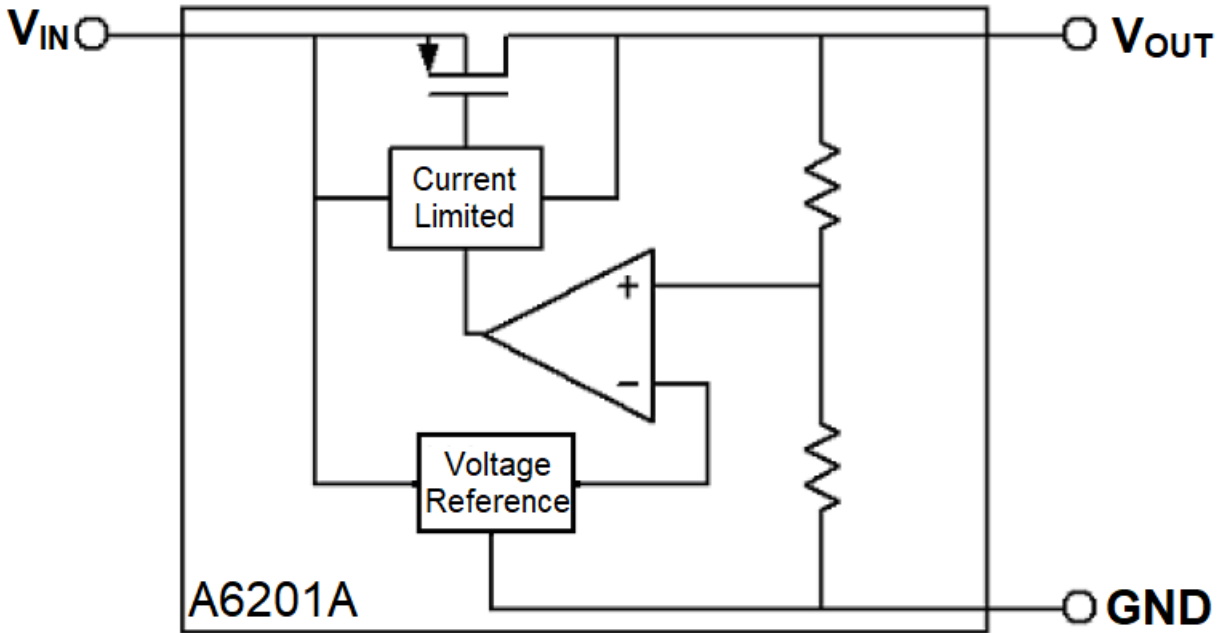 VIN
VOUT
Current
Limited
+
−
Voltage
Reference
A6201A
GND